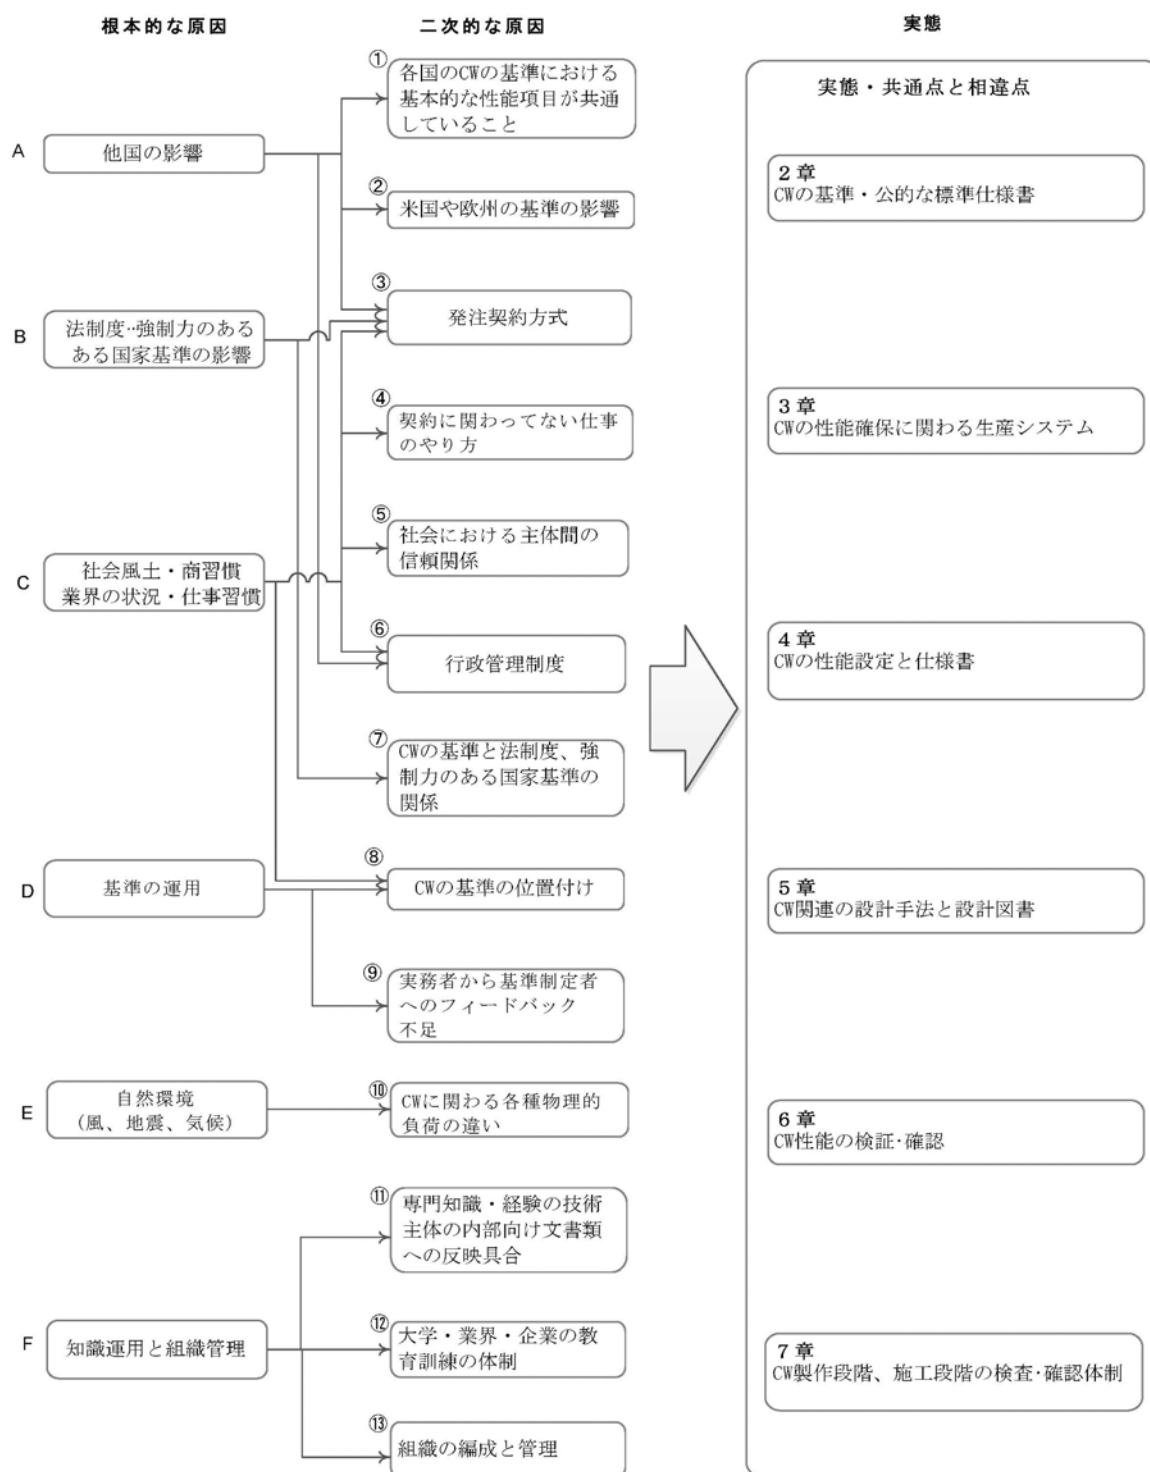 根本的な原因
二次的な原因
実態
A
他国の影響
B
法制度··強制力のある
ある国家基準の影響
C
社会風土・商習慣
業界の状況・仕事習慣
D
基準の運用
E
自然環境
(風、地震、気候)
F
知識運用と組織管理
①
各国のCWの基準における
基本的な性能項目が共通
していること
②
米国や欧州の基準の影響
③
発注契約方式
④
契約に関わってない仕事
のやり方
⑤
社会における主体間の
信頼関係
⑥
行政管理制度
⑦
CWの基準と法制度、強
制力のある国家基準の
関係
⑧
CWの基準の位置付け
⑨
実務者から基準制定者
へのフィードバック
不足
⑩
CWに関わる各種物理的
負荷の違い
⑪
専門知識・経験の技術
主体の内部向け文書類
への反映具合
⑫
大学・業界・企業の教
育訓練の体制
⑬
組織の編成と管理
実態・共通点と相違点
2章
CWの基準・公的な標準仕様書
3章
CWの性能確保に関わる生産システム
4章
CWの性能設定と仕様書
5章
CW関連の設計手法と設計図書
6章
CW性能の検証·確認
7章
CW製作段階、施工段階の検査·確認体制